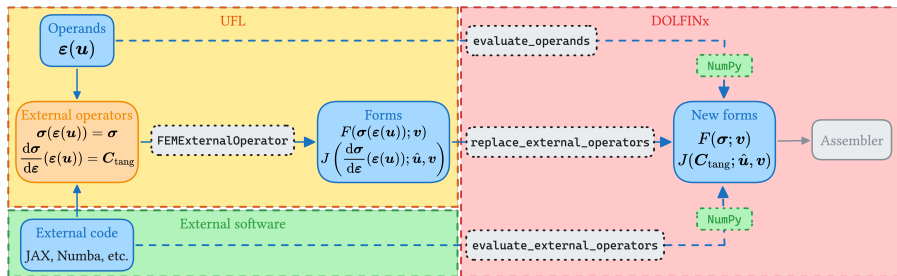 UFL
DOLFINx
Operands
ε(u)
evaluate_operands
NumPy
External operators
σ(ε(u)) = σ
dσ/dε (ε(u)) = C_tang
FEMExternalOperator
Forms
F(σ(ε(u)); v)
J (dσ/dε (ε(u)); û, v)
replace_external_operators
New forms
F(σ; v)
J(C_tang; û, v)
Assembler
NumPy
External software
External code
JAX, Numba, etc.
evaluate_external_operators